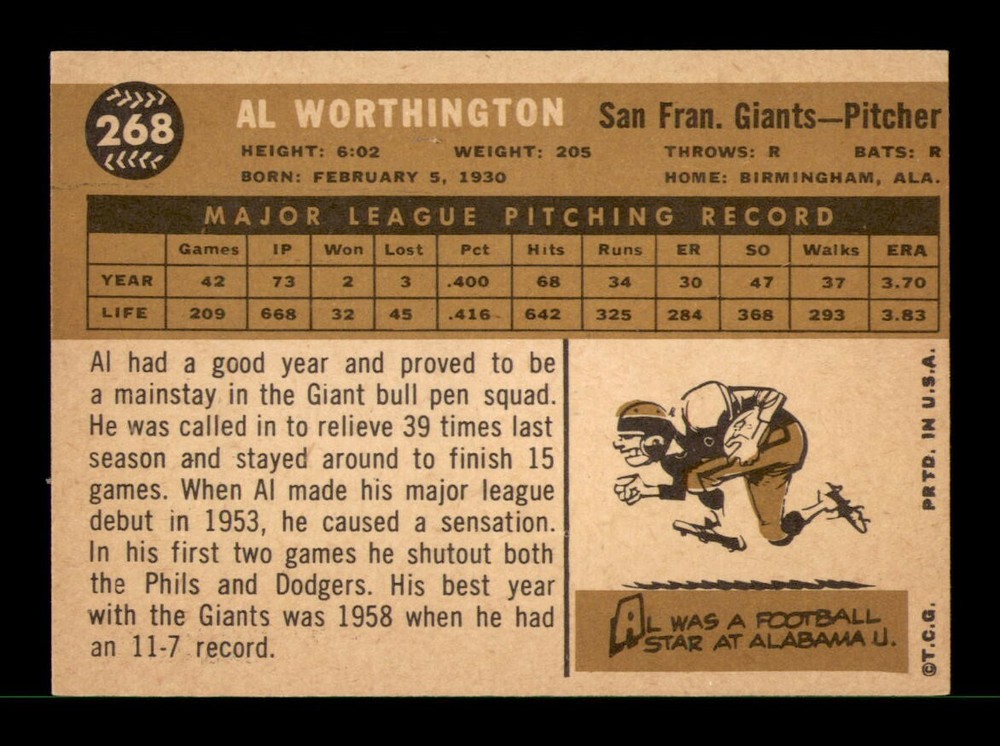 268
AL WORTHINGTON San Fran. Giants—Pitcher
HEIGHT: 6:02 WEIGHT: 205 THROWS: R BATS: R
BORN: FEBRUARY 5, 1930 HOME: BIRMINGHAM, ALA.
MAJOR LEAGUE PITCHING RECORD
Games IP Won Lost Pct Hits Runs ER SO Walks ERA
YEAR 42 73 2 3 .400 68 34 30 47 37 3.70
LIFE 209 668 32 45 .416 642 325 284 368 293 3.83
Al had a good year and proved to be
a mainstay in the Giant bull pen squad.
He was called in to relieve 39 times last
season and stayed around to finish 15
games. When Al made his major league
debut in 1953, he caused a sensation.
In his first two games he shutout both
the Phils and Dodgers. His best year
with the Giants was 1958 when he had
an 11-7 record.
AL WAS A FOOTBALL
STAR AT ALABAMA U.
©T.C.G. PRTD. IN U.S.A.